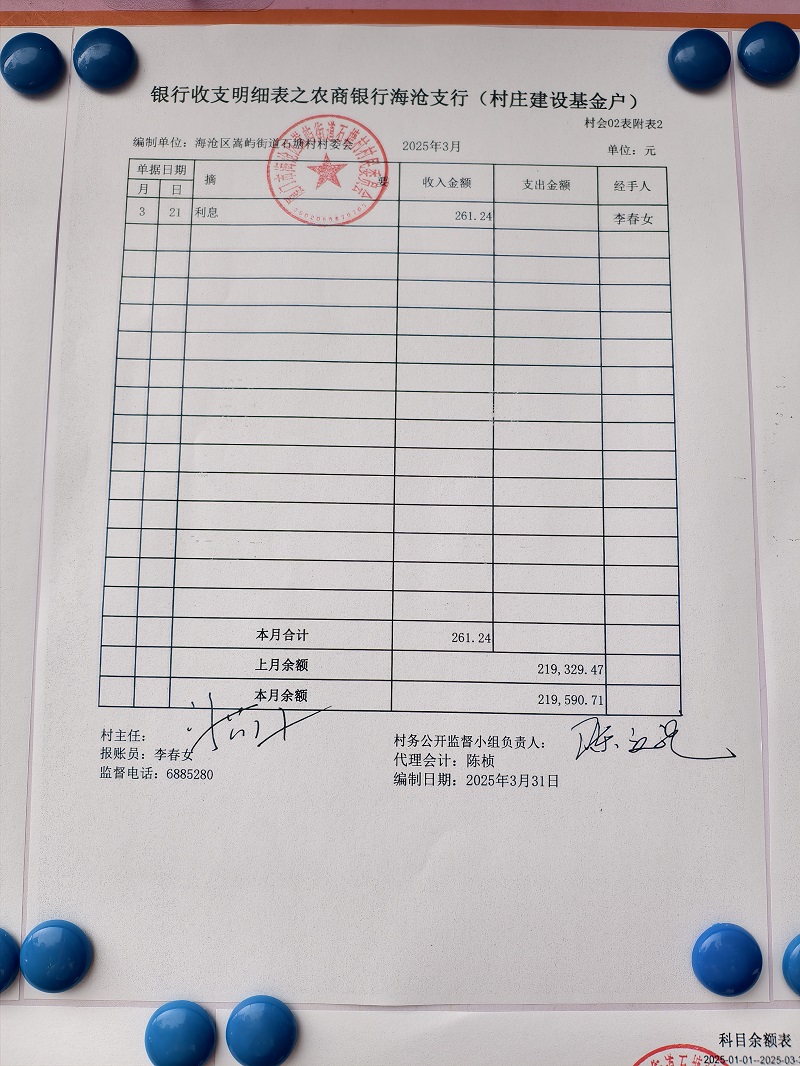 银行收支明细表之农商银行海沧支行（村庄建设基金户）
村会02表附表2
编制单位：海沧区嵩屿街道石塘村村委会 2025年3月 单位：元
单据日期 摘 要 收入金额 支出金额 经手人
月 日
3 21 利息 261.24 李春女
本月合计 261.24
上月余额 219,329.47
本月余额 219,590.71
村主任： 村务公开监督小组负责人：
报账员：李春女 代理会计：陈桢
监督电话：6885280 编制日期：2025年3月31日
科目余额表
2025-01-01--2025-03-